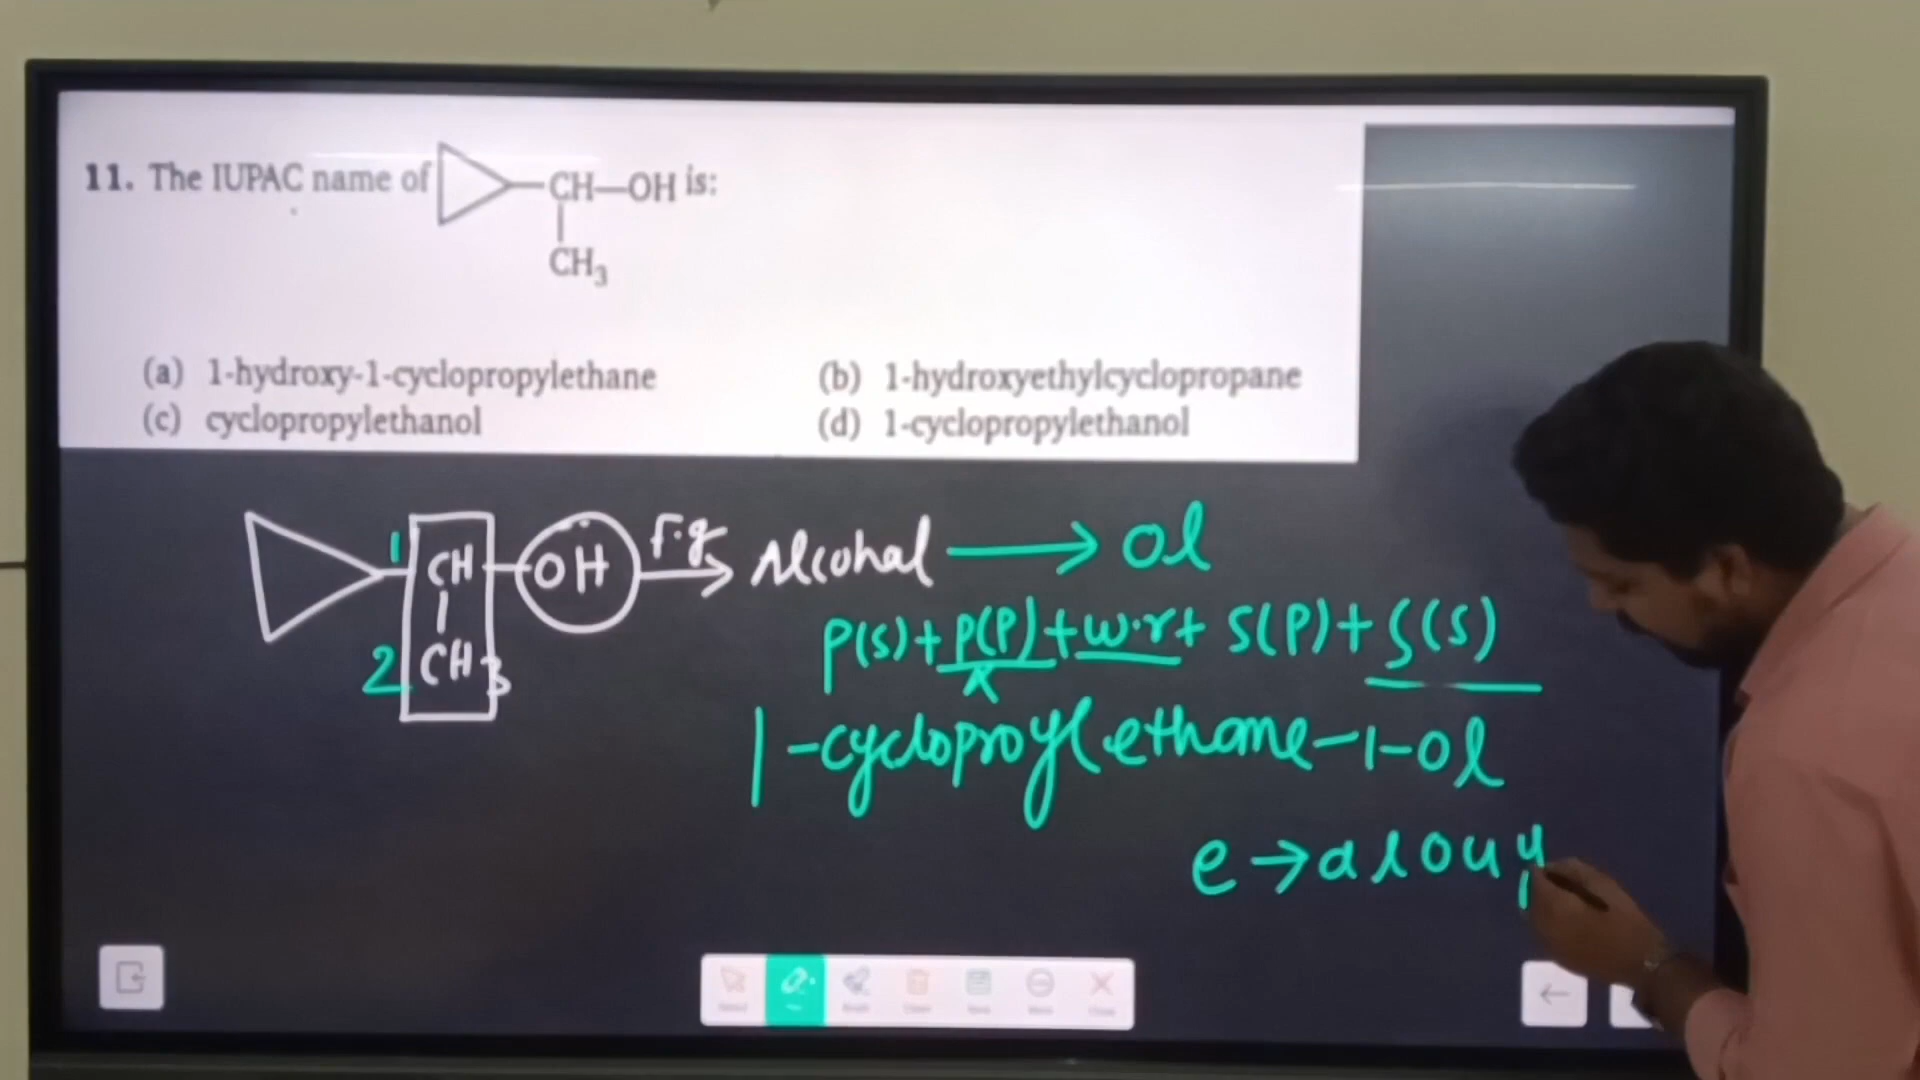 11. The IUPAC name of CH—OH is:
CH3
(a) 1-hydroxy-1-cyclopropylethane
(b) 1-hydroxyethylcyclopropane
(c) cyclopropylethanol
(d) 1-cyclopropylethanol
1 CH OH f.g Alcohal → ol
2 CH3
P(S)+P(P)+w.r+ S(P)+S(S)
x
1-cycloproyl ethane-1-ol
e → a i o u y